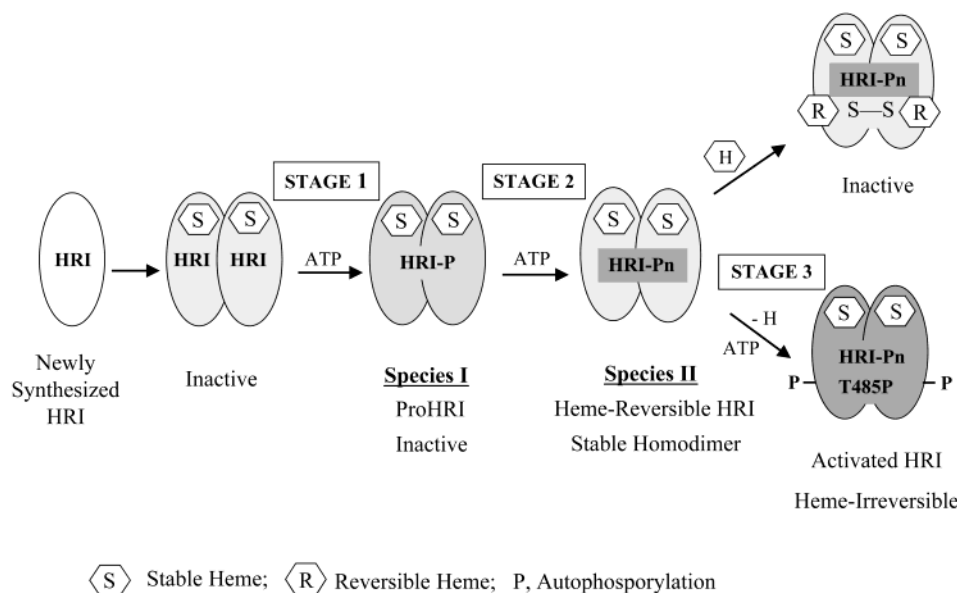 S S
HRI-Pn
R S—S R
Inactive
H
STAGE 1
STAGE 2
HRI
S S
HRI HRI
ATP
S S
HRI-P
ATP
S S
HRI-Pn
STAGE 3
- H
ATP
S S
HRI-Pn
T485P
P P
Newly
Synthesized
HRI
Inactive
Species I
ProHRI
Inactive
Species II
Heme-Reversible HRI
Stable Homodimer
Activated HRI
Heme-Irreversible
S Stable Heme; R Reversible Heme; P, Autophosporylation